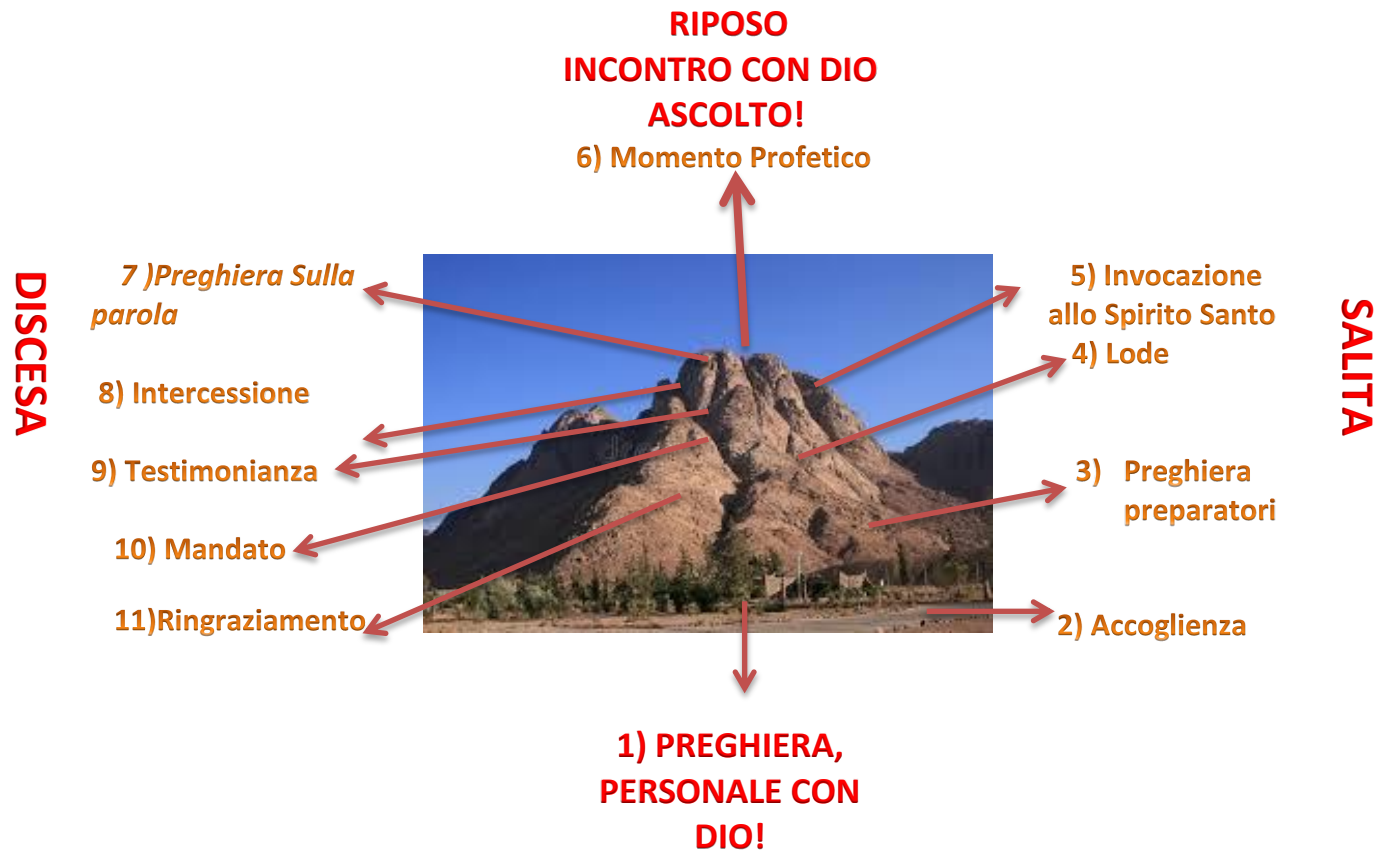 RIPOSO
INCONTRO CON DIO
ASCOLTO!
6) Momento Profetico
DISCESA
7 )Preghiera Sulla
parola
8) Intercessione
9) Testimonianza
10) Mandato
11)Ringraziamento
SALITA
5) Invocazione
allo Spirito Santo
4) Lode
3) Preghiera
preparatori
2) Accoglienza
1) PREGHIERA,
PERSONALE CON
DIO!